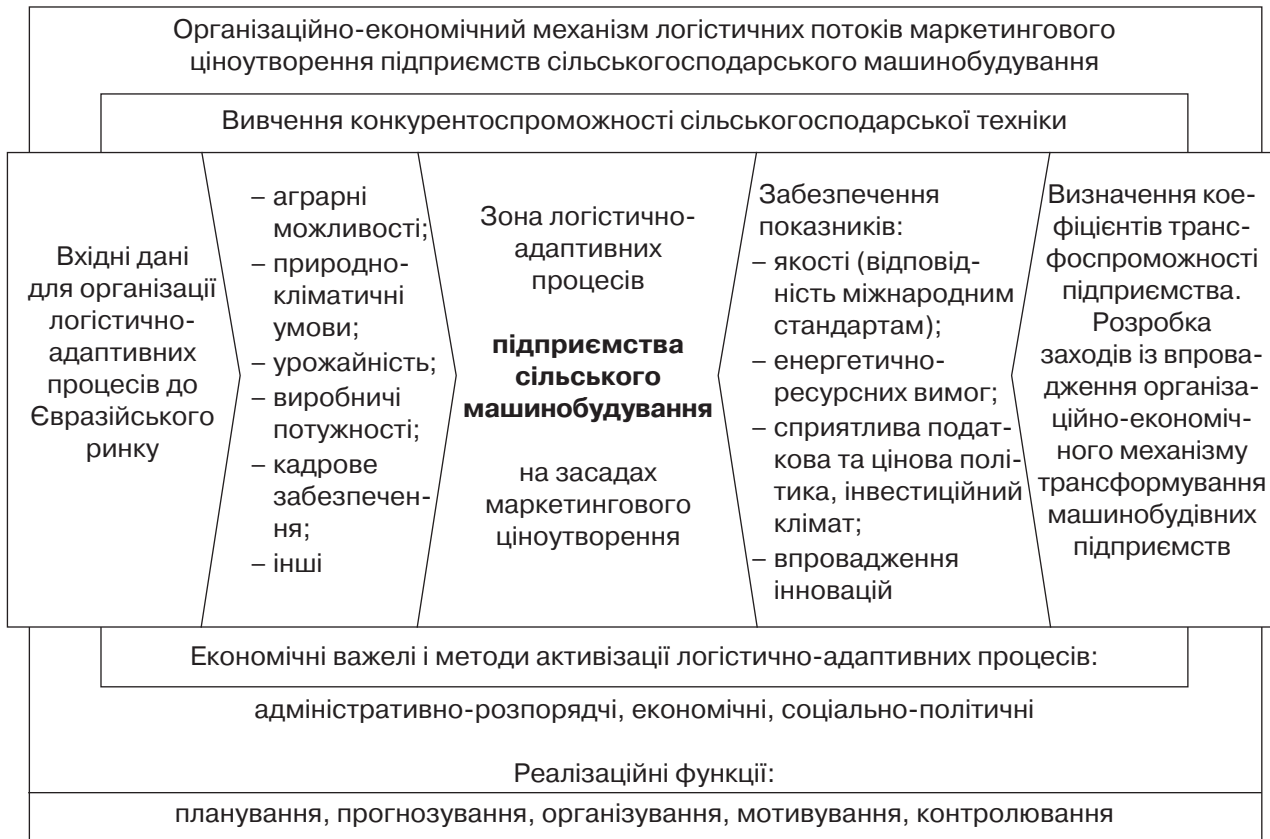 Організаційно-економічний механізм логістичних потоків маркетингового
ціноутворення підприємств сільськогосподарського машинобудування
Вивчення конкурентоспроможності сільськогосподарської техніки
Вхідні дані
для організації
логістично-
адаптивних
процесів до
Євразійського
ринку
– аграрні
можливості;
– природно-
кліматичні
умови;
– урожайність;
– виробничі
потужності;
– кадрове
забезпечен-
ня;
– інші
Зона логістично-
адаптивних
процесів
підприємства
сільського
машинобудування
на засадах
маркетингового
ціноутворення
Забезпечення
показників:
– якості (відповід-
ність міжнародним
стандартам);
– енергетично-
ресурсних вимог;
– сприятлива подат-
кова та цінова полі-
тика, інвестиційний
клімат;
– впровадження
інновацій
Визначення кое-
фіцієнтів транс-
фоспроможності
підприємства.
Розробка
заходів із впрова-
дження організа-
ційно-економіч-
ного механізму
трансформування
машинобудівних
підприємств
Економічні важелі і методи активізації логістично-адаптивних процесів:
адміністративно-розпорядчі, економічні, соціально-політичні
Реалізаційні функції:
планування, прогнозування, організування, мотивування, контролювання